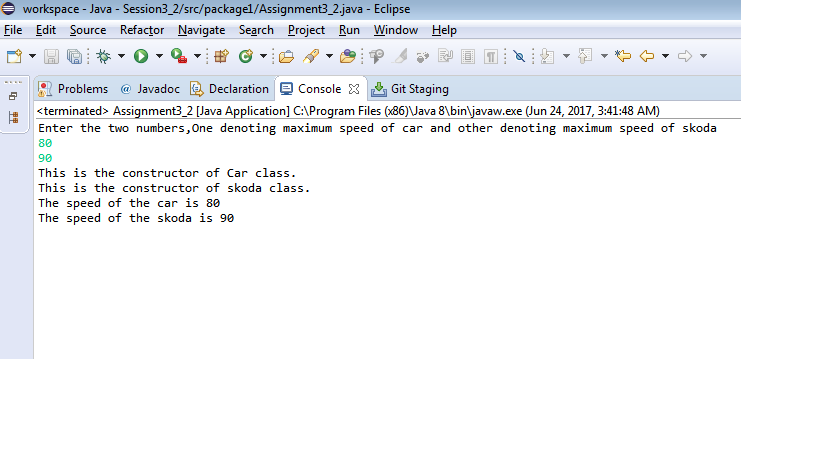 workspace - Java - Session3_2/src/package1/Assignment3_2.java - Eclipse
File Edit Source Refactor Navigate Search Project Run Window Help
Problems @ Javadoc Declaration Console Git Staging
<terminated> Assignment3_2 [Java Application] C:\Program Files (x86)\Java 8\bin\javaw.exe (Jun 24, 2017, 3:41:48 AM)
Enter the two numbers,One denoting maximum speed of car and other denoting maximum speed of skoda
80
90
This is the constructor of Car class.
This is the constructor of skoda class.
The speed of the car is 80
The speed of the skoda is 90